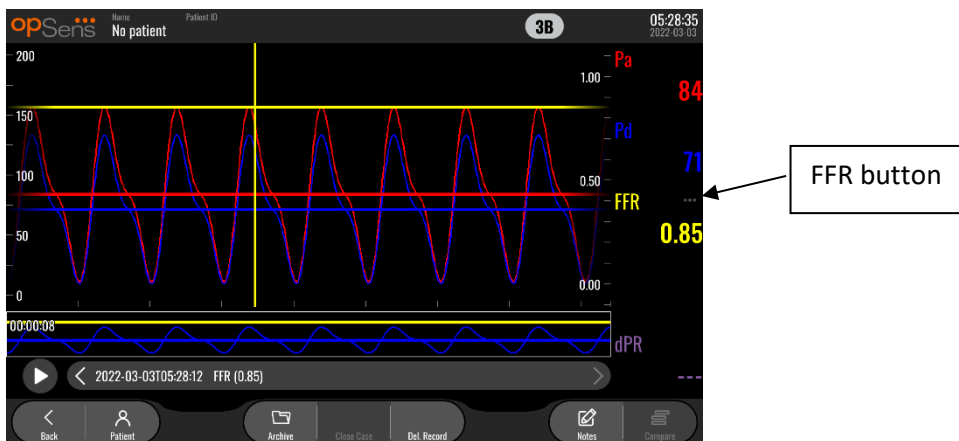 opSens
Name
No patient
Patient ID
3B
05:28:35
2022-03-03
200
150
100
50
0
1.00
0.50
0.00
Pa
84
Pd
71
FFR
...
0.85
FFR button
00:00:08
dPR
---
2022-03-03T05:28:12 FFR (0.85)
Back
Patient
Archive
Close Case
Del. Record
Notes
Compare